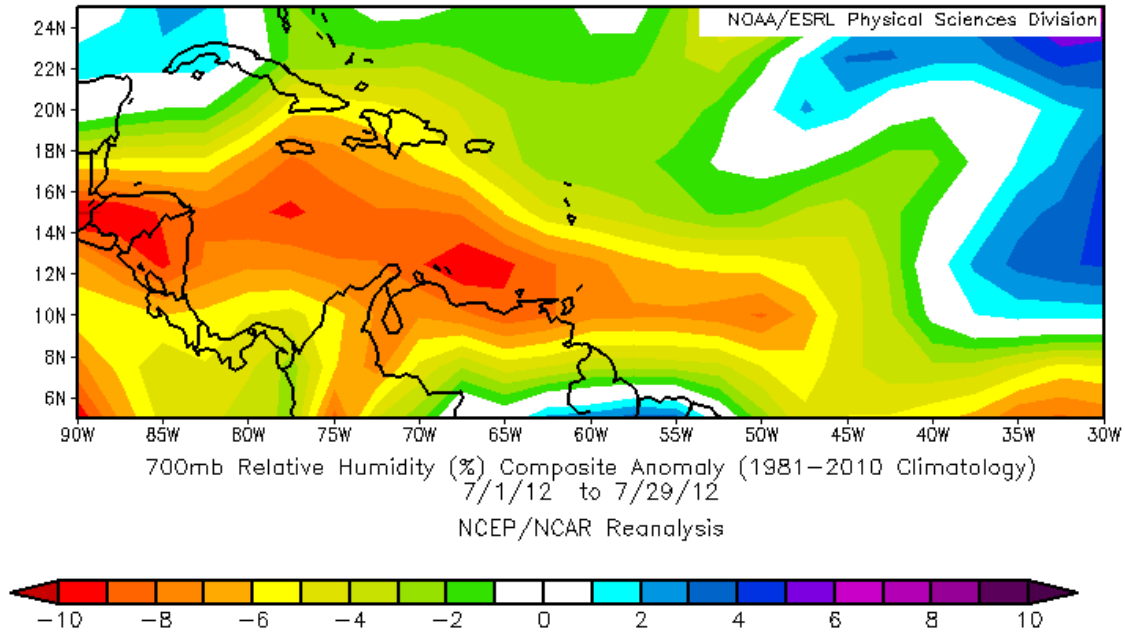 NOAA/ESRL Physical Sciences Division
24N
22N
20N
18N
16N
14N
12N
10N
8N
6N
90W 85W 80W 75W 70W 65W 60W 55W 50W 45W 40W 35W 30W
700mb Relative Humidity (%) Composite Anomaly (1981−2010 Climatology)
7/1/12 to 7/29/12
NCEP/NCAR Reanalysis
−10 −8 −6 −4 −2 0 2 4 6 8 10